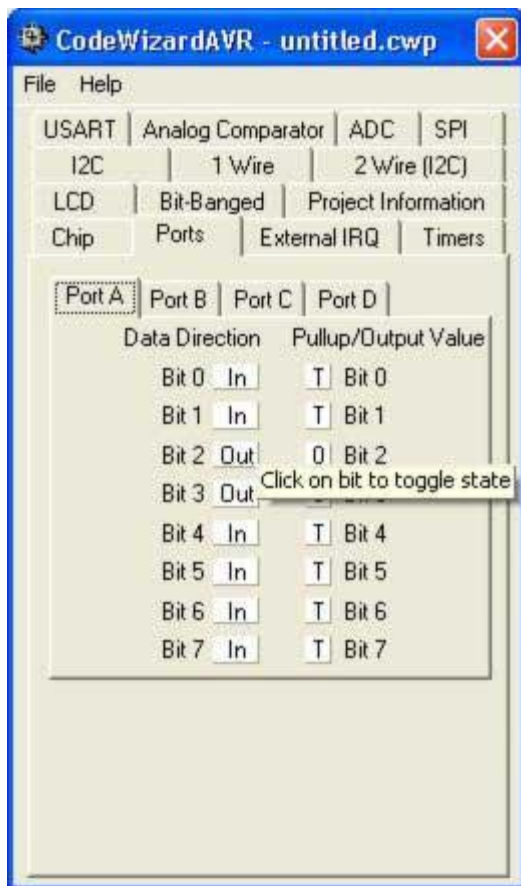 CodeWizardAVR - untitled.cwp
File Help
USART Analog Comparator ADC SPI
I2C 1 Wire 2 Wire (I2C)
LCD Bit-Banged Project Information
Chip Ports External IRQ Timers
Port A Port B Port C Port D
Data Direction Pullup/Output Value
Bit 0 In T Bit 0
Bit 1 In T Bit 1
Bit 2 Out 0 Bit 2
Click on bit to toggle state
Bit 3 Out
Bit 4 In T Bit 4
Bit 5 In T Bit 5
Bit 6 In T Bit 6
Bit 7 In T Bit 7